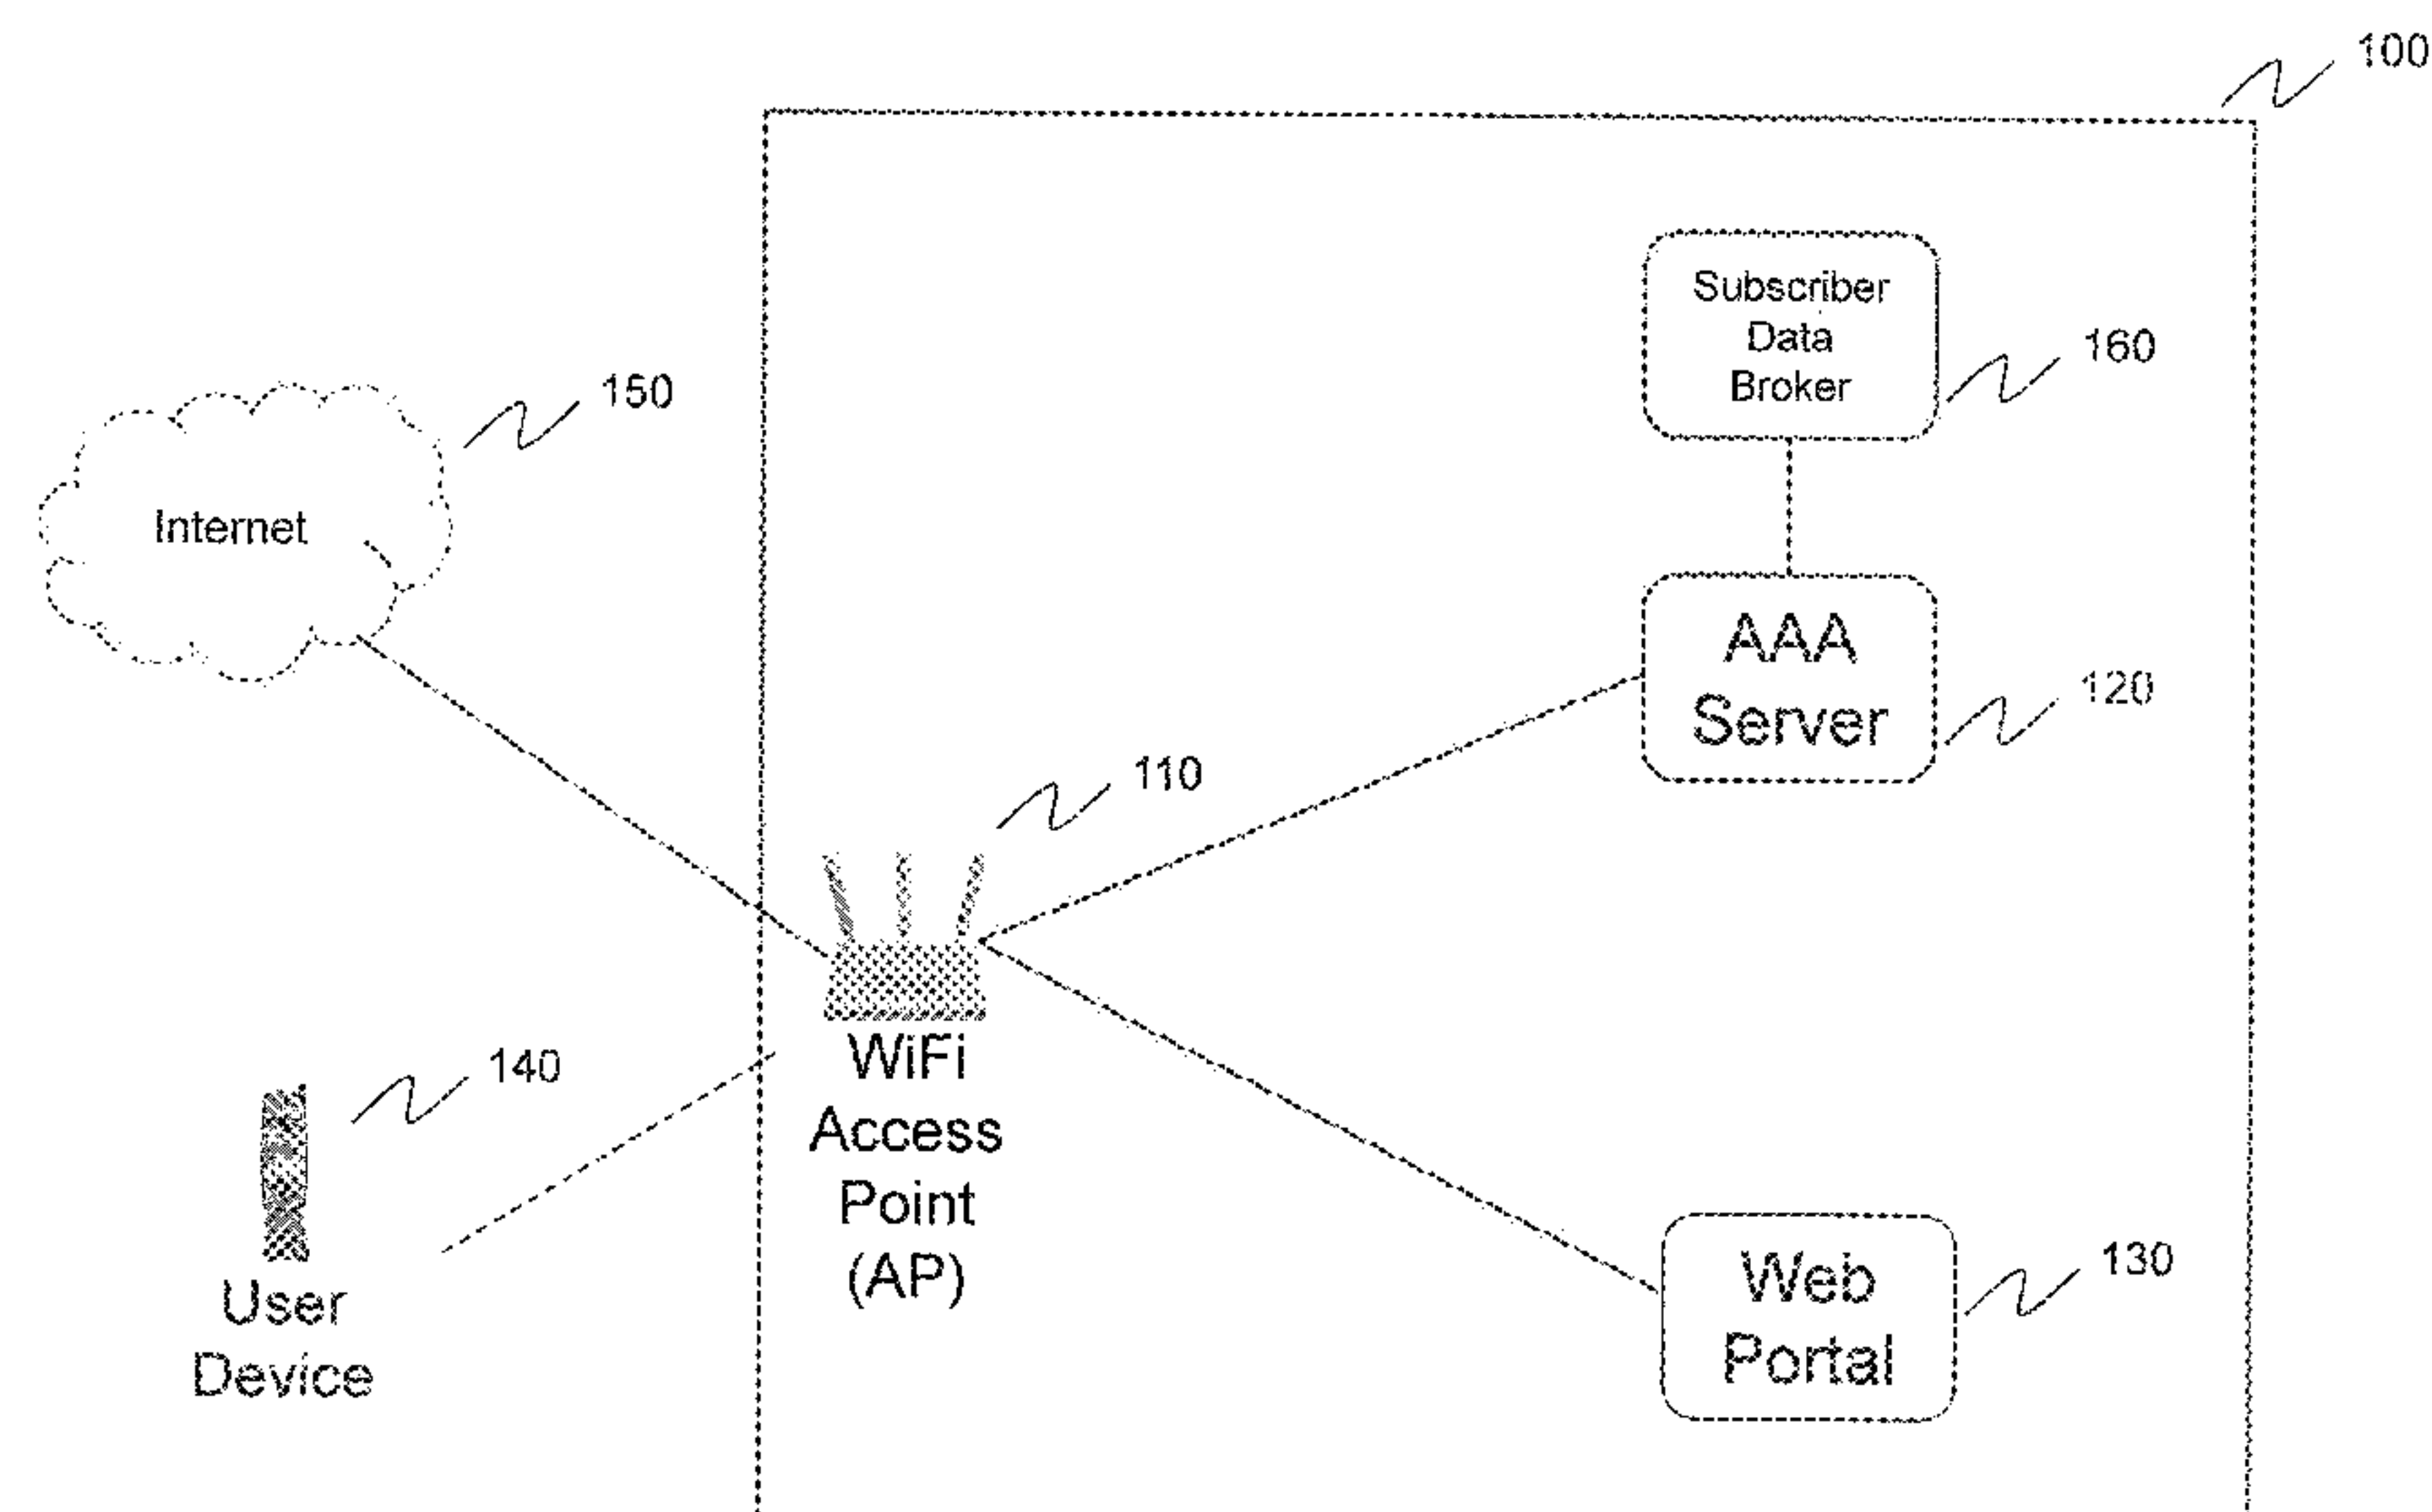 100
Subscriber
Data
Broker
160
150
Internet
AAA
Server
120
110
WiFi
Access
Point
(AP)
140
User
Device
Web
Portal
130